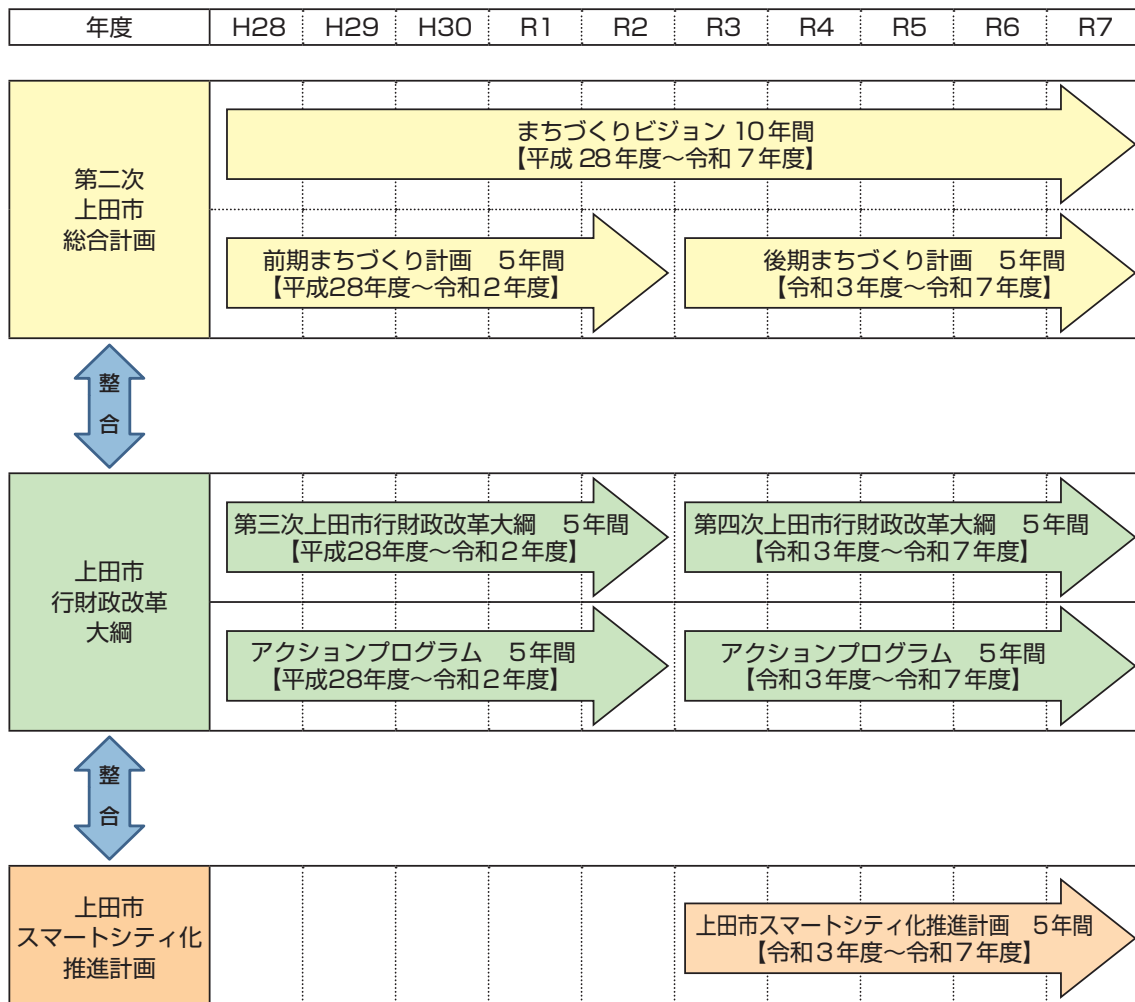 年度 H28 H29 H30 R1 R2 R3 R4 R5 R6 R7
第二次
上田市
総合計画
まちづくりビジョン 10年間
【平成 28年度～令和 7年度】
前期まちづくり計画　5年間
【平成28年度～令和2年度】
後期まちづくり計画　5年間
【令和3年度～令和7年度】
整
合
上田市
行財政改革
大綱
第三次上田市行財政改革大綱　5年間
【平成28年度～令和2年度】
第四次上田市行財政改革大綱　5年間
【令和3年度～令和7年度】
アクションプログラム　5年間
【平成28年度～令和2年度】
アクションプログラム　5年間
【令和3年度～令和7年度】
整
合
上田市
スマートシティ化
推進計画
上田市スマートシティ化推進計画　5年間
【令和3年度～令和7年度】